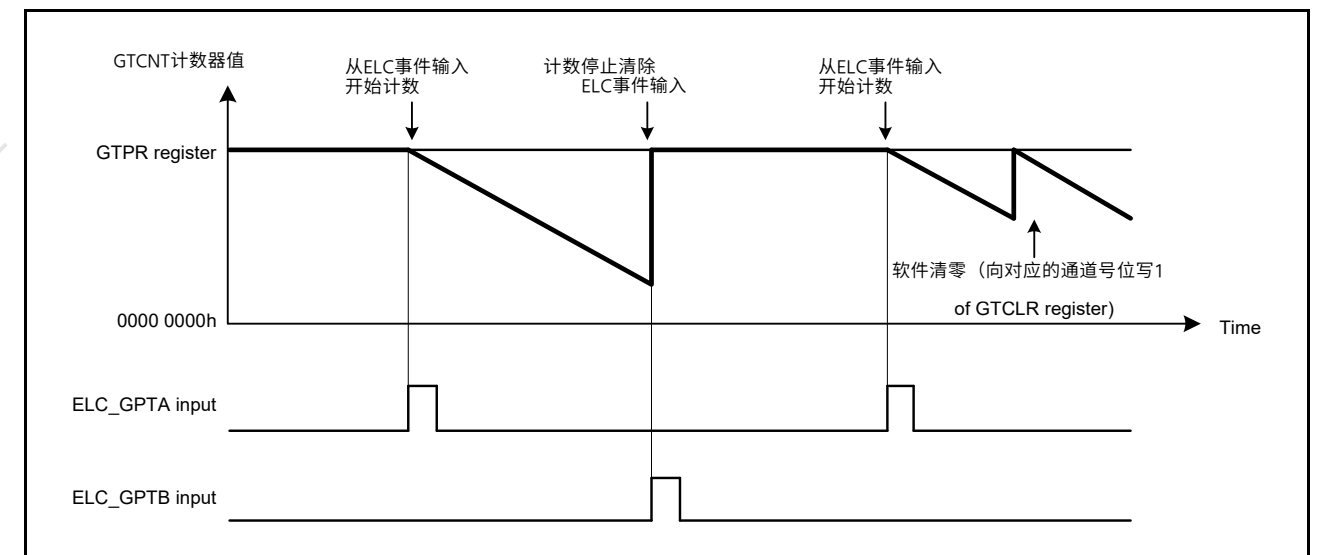 GTCNT计数器值
从ELC事件输入
开始计数
计数停止清除
ELC事件输入
从ELC事件输入
开始计数
GTPR register
软件清零（向对应的通道号位写1
of GTCLR register)
0000 0000h
Time
ELC_GPTA input
ELC_GPTB input